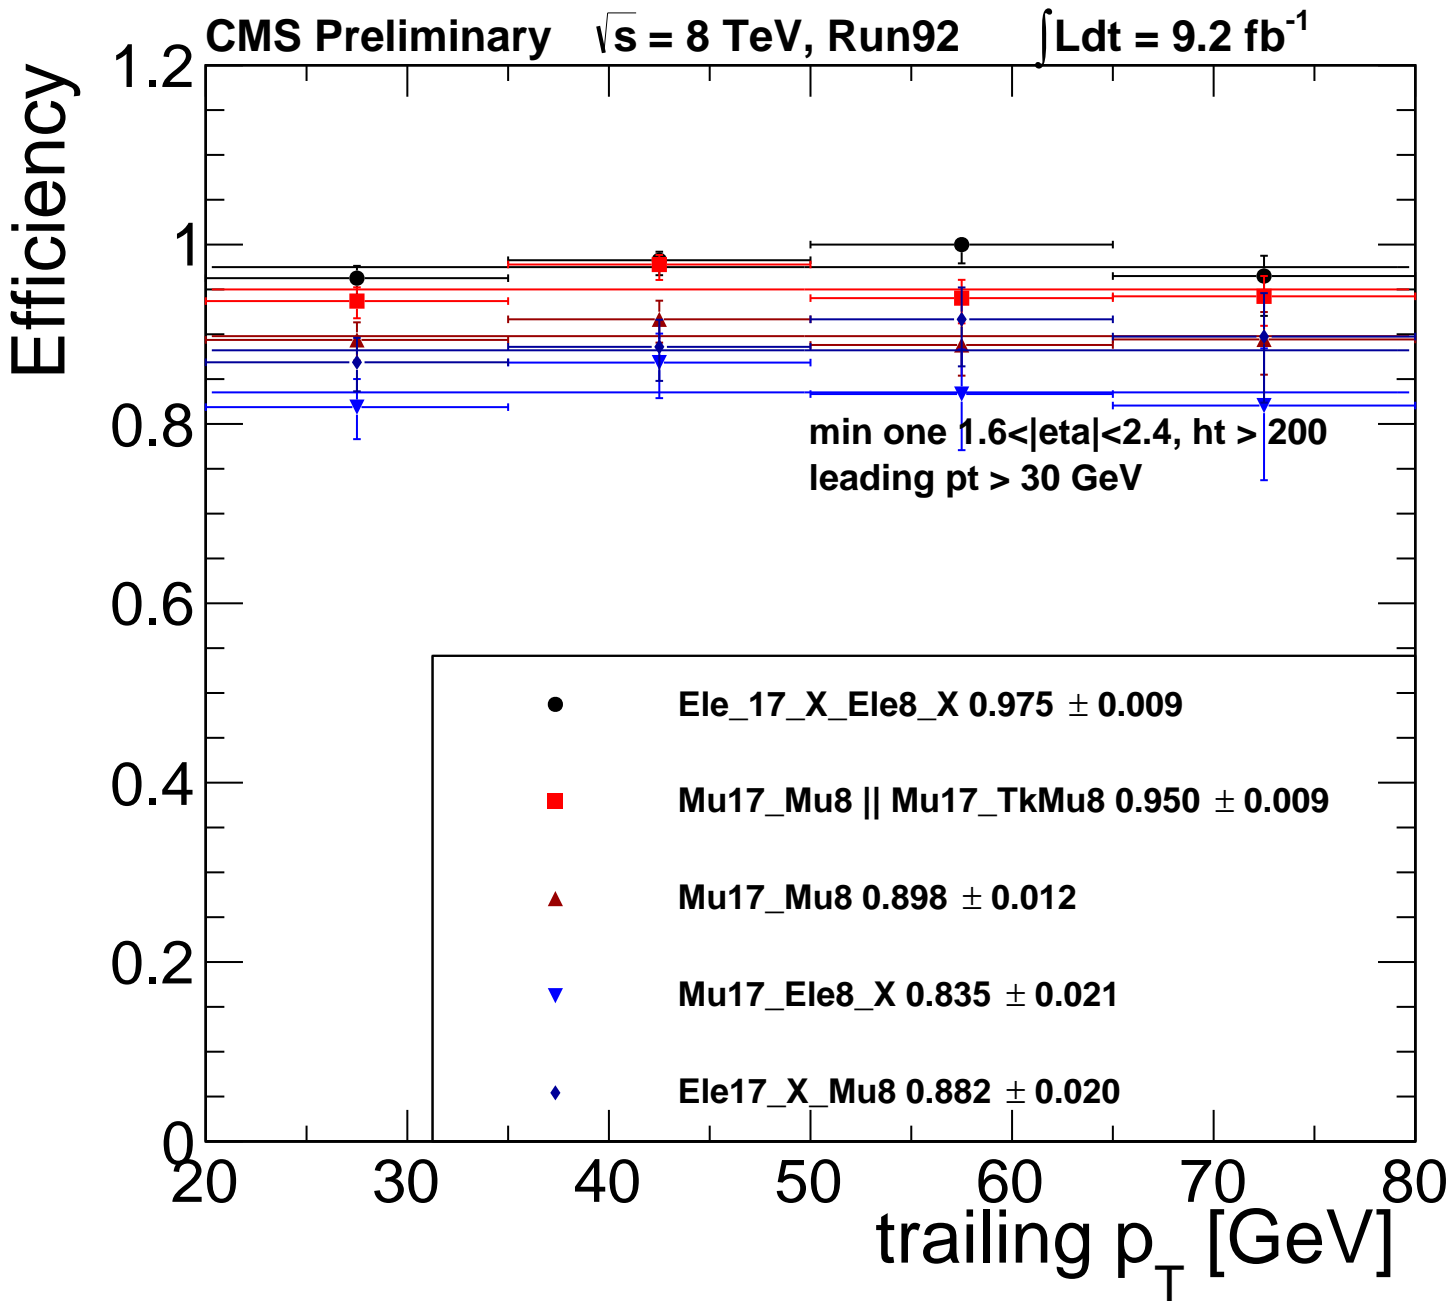 CMS Preliminary √s = 8 TeV, Run92 ∫Ldt = 9.2 fb⁻¹
Efficiency
1.2
1
0.8
0.6
0.4
0.2
0
min one 1.6<|eta|<2.4, ht > 200
leading pt > 30 GeV
Ele_17_X_Ele8_X 0.975 ± 0.009
Mu17_Mu8 || Mu17_TkMu8 0.950 ± 0.009
Mu17_Mu8 0.898 ± 0.012
Mu17_Ele8_X 0.835 ± 0.021
Ele17_X_Mu8 0.882 ± 0.020
20 30 40 50 60 70 80
trailing p_T [GeV]